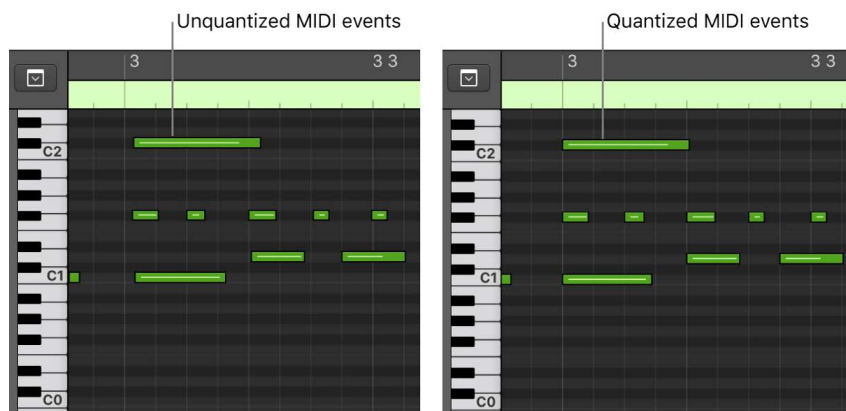 Unquantized MIDI events
3
3 3
C2
C1
C0
Quantized MIDI events
3
3 3
C2
C1
C0